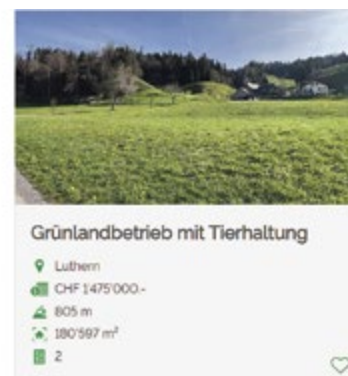 Grünlandbetrieb mit Tierhaltung
Luthern
CHF 1'475'000.-
805 m
180'597 m²
2